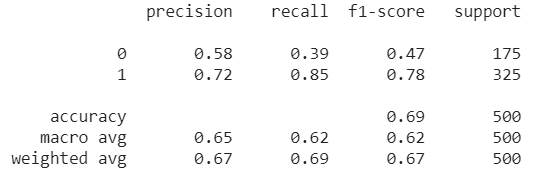 precision recall f1-score support
0 0.58 0.39 0.47 175
1 0.72 0.85 0.78 325
accuracy 0.69 500
macro avg 0.65 0.62 0.62 500
weighted avg 0.67 0.69 0.67 500